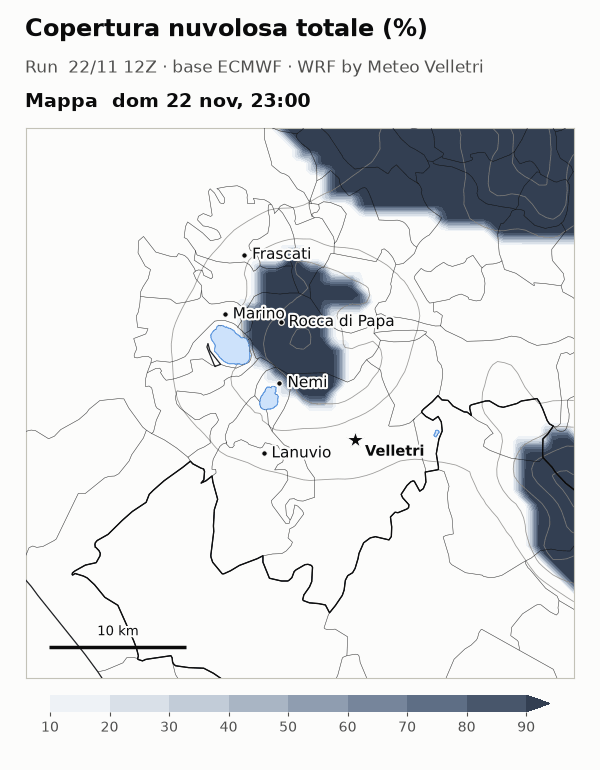 Copertura nuvolosa totale (%)
Run  22/11 12Z · base ECMWF · WRF by Meteo Velletri
Mappa  dom 22 nov, 23:00
Frascati
Marino
Rocca di Papa
Nemi
Velletri
Lanuvio
10 km
10 20 30 40 50 60 70 80 90